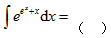 ∫e^{e^x+x}dx = （ ）